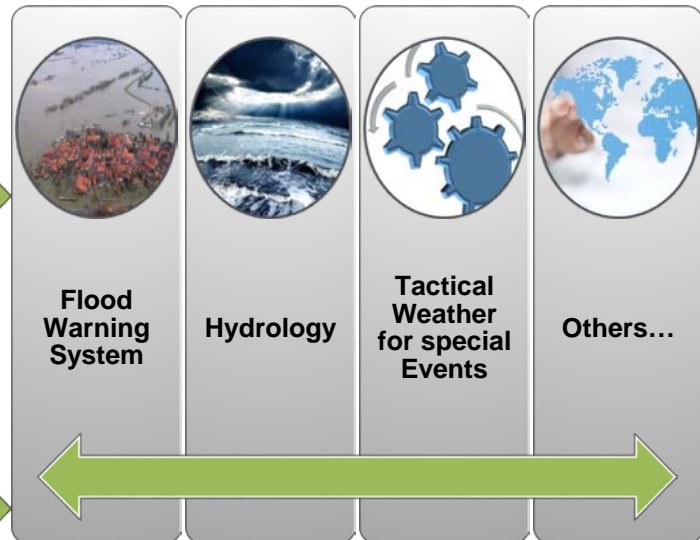 Flood
Warning
System
Hydrology
Tactical
Weather
for special
Events
Others...